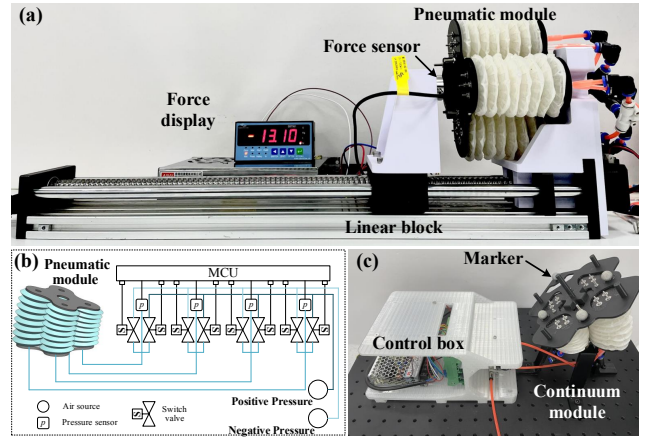 (a)
Pneumatic module
Force sensor
Force
display
- 13.10
Linear block
(b)
Pneumatic
module
MCU
p
p
p
p
Air source
p
Pressure sensor
Switch
valve
Positive Pressure
Negative Pressure
(c)
Marker
Control box
Continuum
module